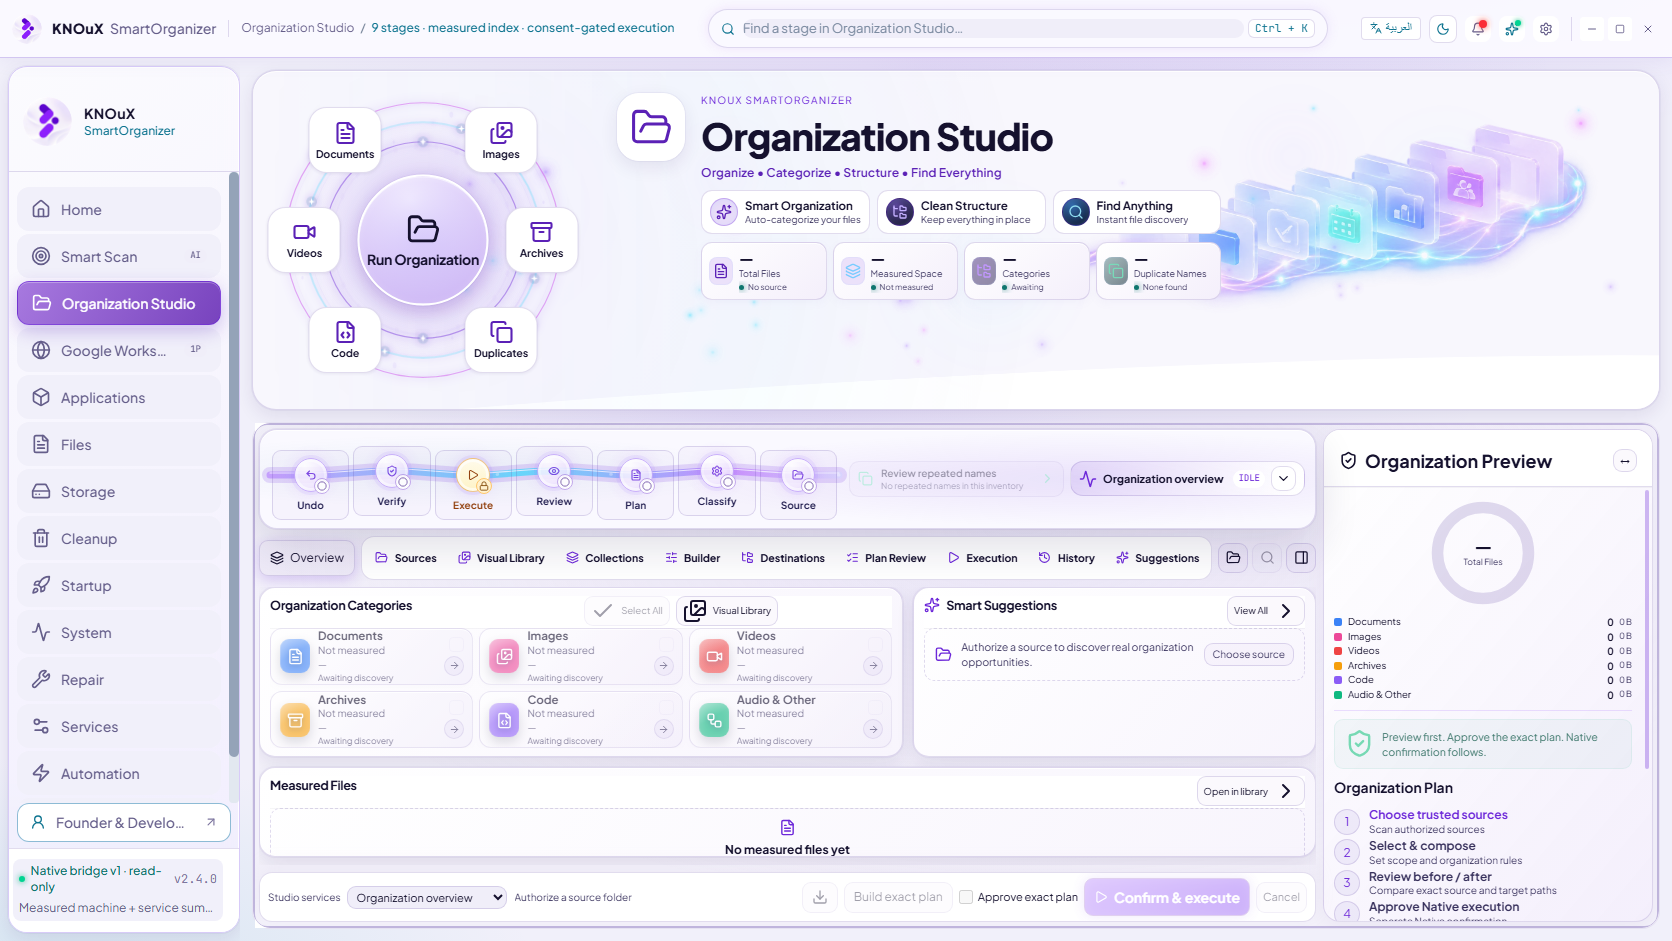 KNOuX SmartOrganizer
Organization Studio / 9 stages · measured index · consent-gated execution
Find a stage in Organization Studio...
Ctrl + K
العربية
KNOuX
SmartOrganizer
Home
Smart Scan AI
Organization Studio
Google Works... 1P
Applications
Files
Storage
Cleanup
Startup
System
Repair
Services
Automation
Founder & Develo...
Native bridge v1 · read-only v2.4.0
Measured machine + service sum...
Documents
Images
Videos
Run Organization
Archives
Code
Duplicates
KNOUX SMARTORGANIZER
Organization Studio
Organize • Categorize • Structure • Find Everything
Smart Organization
Auto-categorize your files
Clean Structure
Keep everything in place
Find Anything
Instant file discovery
—
Total Files
No source
—
Measured Space
Not measured
—
Categories
Awaiting
—
Duplicate Names
None found
Undo
Verify
Execute
Review
Plan
Classify
Source
Review repeated names
No repeated names in this inventory
Organization overview IDLE
Overview
Sources
Visual Library
Collections
Builder
Destinations
Plan Review
Execution
History
Suggestions
Organization Categories
Select All
Visual Library
Documents
Not measured
—
Awaiting discovery
Images
Not measured
—
Awaiting discovery
Videos
Not measured
—
Awaiting discovery
Archives
Not measured
—
Awaiting discovery
Code
Not measured
—
Awaiting discovery
Audio & Other
Not measured
—
Awaiting discovery
Smart Suggestions
View All
Authorize a source to discover real organization
opportunities.
Choose source
Measured Files
Open in library
No measured files yet
Studio services
Organization overview
Authorize a source folder
Build exact plan
Approve exact plan
Confirm & execute
Cancel
Organization Preview
—
Total Files
Documents 0 0 B
Images 0 0 B
Videos 0 0 B
Archives 0 0 B
Code 0 0 B
Audio & Other 0 0 B
Preview first. Approve the exact plan. Native
confirmation follows.
Organization Plan
1 Choose trusted sources
Scan authorized sources
2 Select & compose
Set scope and organization rules
3 Review before / after
Compare exact source and target paths
4 Approve Native execution
Separate Native confirmation